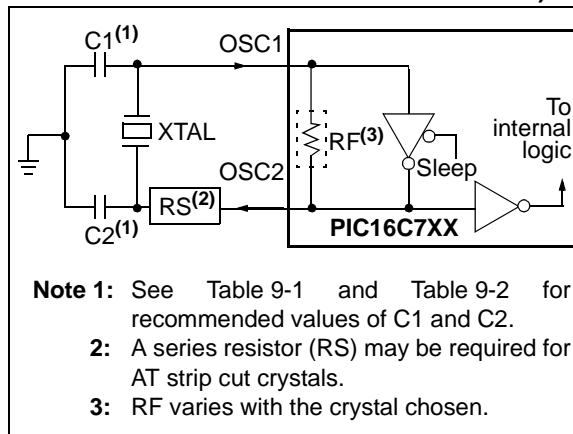 C1(1)
OSC1
To
internal
logic
XTAL
RF(3)
OSC2
Sleep
RS(2)
C2(1)
PIC16C7XX
Note 1: See Table 9-1 and Table 9-2 for
recommended values of C1 and C2.
2: A series resistor (RS) may be required for
AT strip cut crystals.
3: RF varies with the crystal chosen.